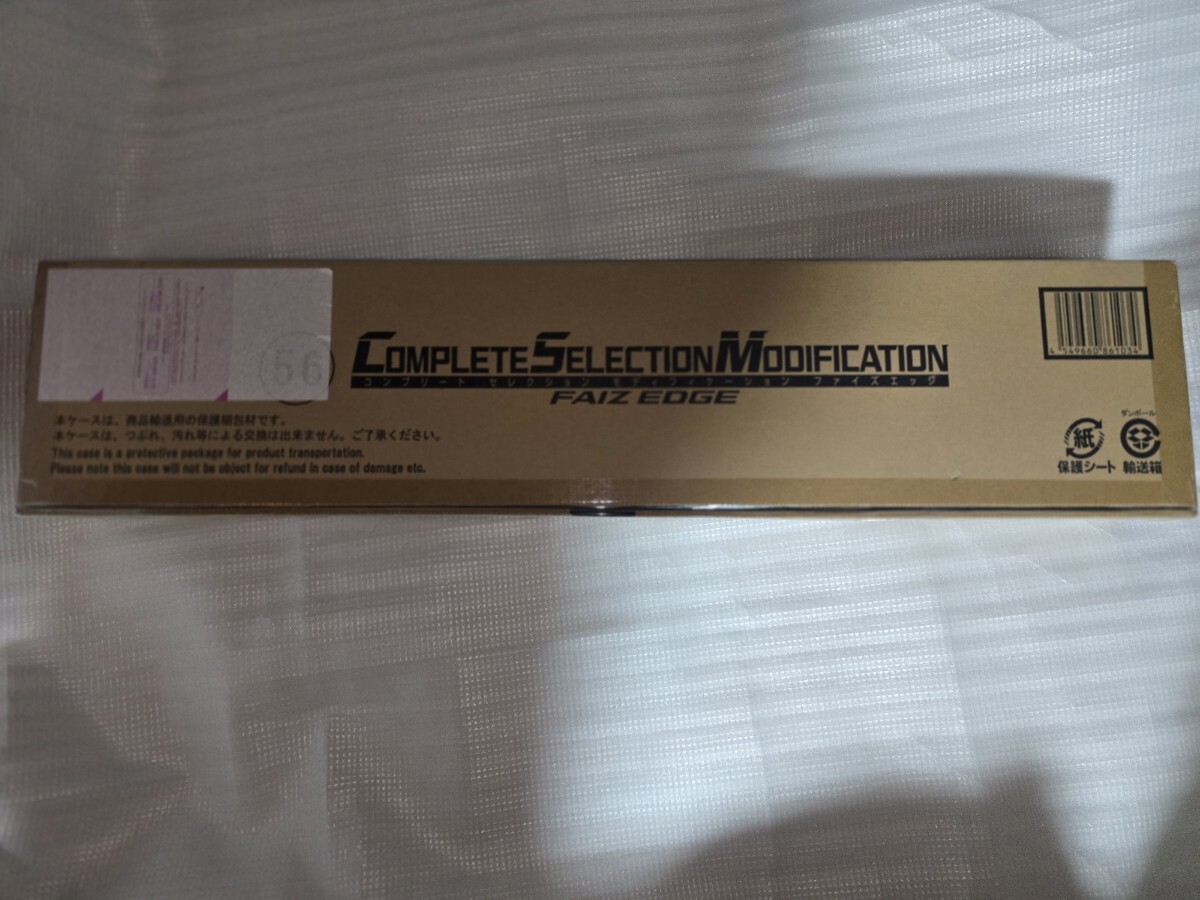 56
COMPLETE SELECTION MODIFICATION
コンプリート・セレクション モディフィケーション ファイズエッジ
FAIZ EDGE
本ケースは、商品輸送用の保護梱包材です。
本ケースは、つぶれ、汚れ等による交換は出来ません。ご了承ください。
This case is a protective package for product transportation.
Please note this case will not be object for refund in case of damage etc.
4549660861034
ダンボール
紙
保護シート
輸送箱